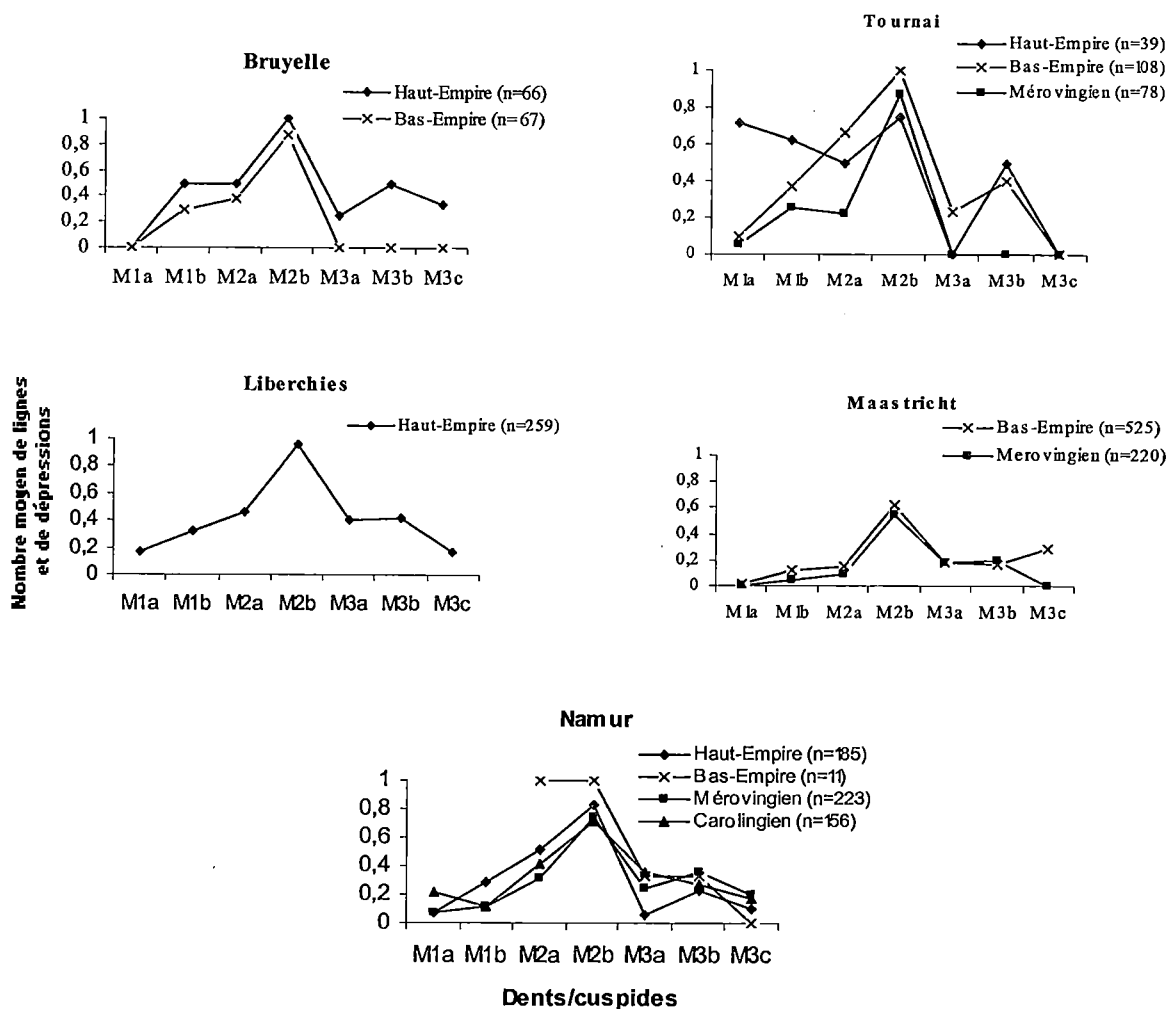 Bruyelle
Haut-Empire (n=66)
Bas-Empire (n=67)
1
0,8
0,6
0,4
0,2
0
M1a M1b M2a M2b M3a M3b M3c
Tournai
Haut-Empire (n=39)
Bas-Empire (n=108)
Mérovingien (n=78)
1
0,8
0,6
0,4
0,2
0
M1a M1b M2a M2b M3a M3b M3c
Nombre moyen de lignes
et de dépressions
Liberchies
Haut-Empire (n=259)
1
0,8
0,6
0,4
0,2
0
M1a M1b M2a M2b M3a M3b M3c
Maastricht
Bas-Empire (n=525)
Merovingien (n=220)
1
0,8
0,6
0,4
0,2
0
M1a M1b M2a M2b M3a M3b M3c
Namur
Haut-Empire (n=185)
Bas-Empire (n=11)
Mérovingien (n=223)
Carolingien (n=156)
1
0,8
0,6
0,4
0,2
0
M1a M1b M2a M2b M3a M3b M3c
Dents/cuspides